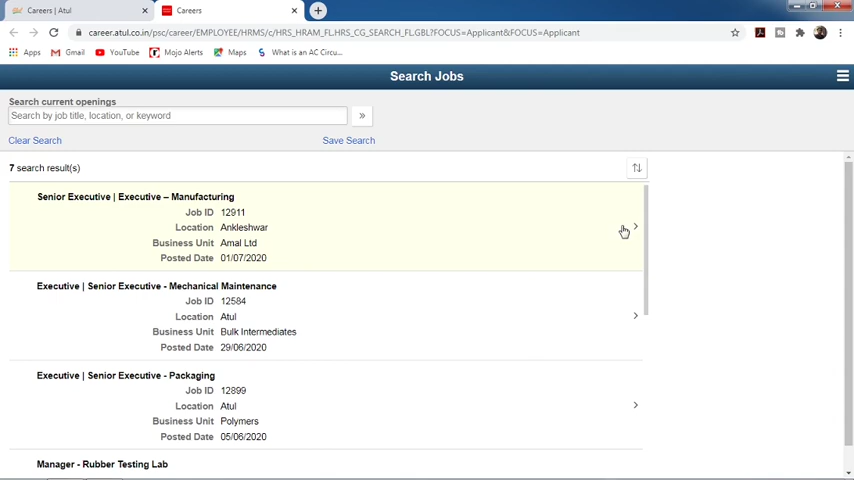 Careers | Atul
Careers
career.atul.co.in/psc/career/EMPLOYEE/HRMS/c/HRS_HRAM_FL.HRS_CG_SEARCH_FL.GBL?FOCUS=Applicant&FOCUS=Applicant
Apps Gmail YouTube Mojo Alerts Maps What is an AC Circu...
Search Jobs
Search current openings
Search by job title, location, or keyword
Clear Search Save Search
7 search result(s)
Senior Executive | Executive – Manufacturing
Job ID 12911
Location Ankleshwar
Business Unit Amal Ltd
Posted Date 01/07/2020
Executive | Senior Executive - Mechanical Maintenance
Job ID 12584
Location Atul
Business Unit Bulk Intermediates
Posted Date 29/06/2020
Executive | Senior Executive - Packaging
Job ID 12899
Location Atul
Business Unit Polymers
Posted Date 05/06/2020
Manager - Rubber Testing Lab